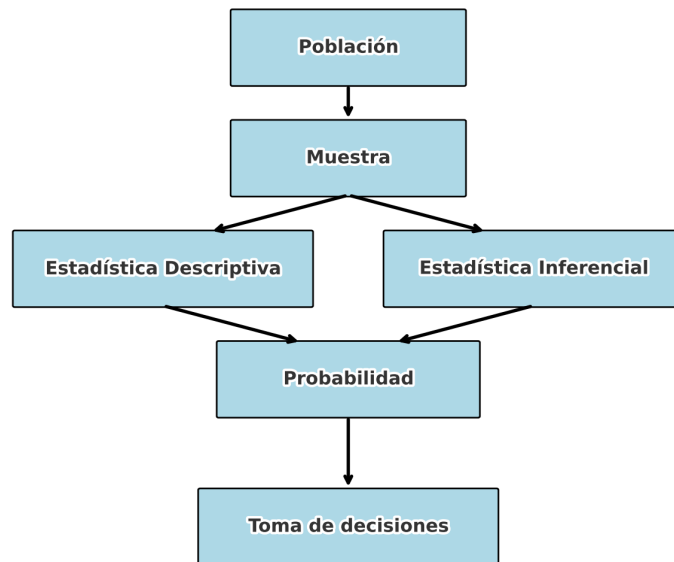 Población
Muestra
Estadística Descriptiva
Estadística Inferencial
Probabilidad
Toma de decisiones